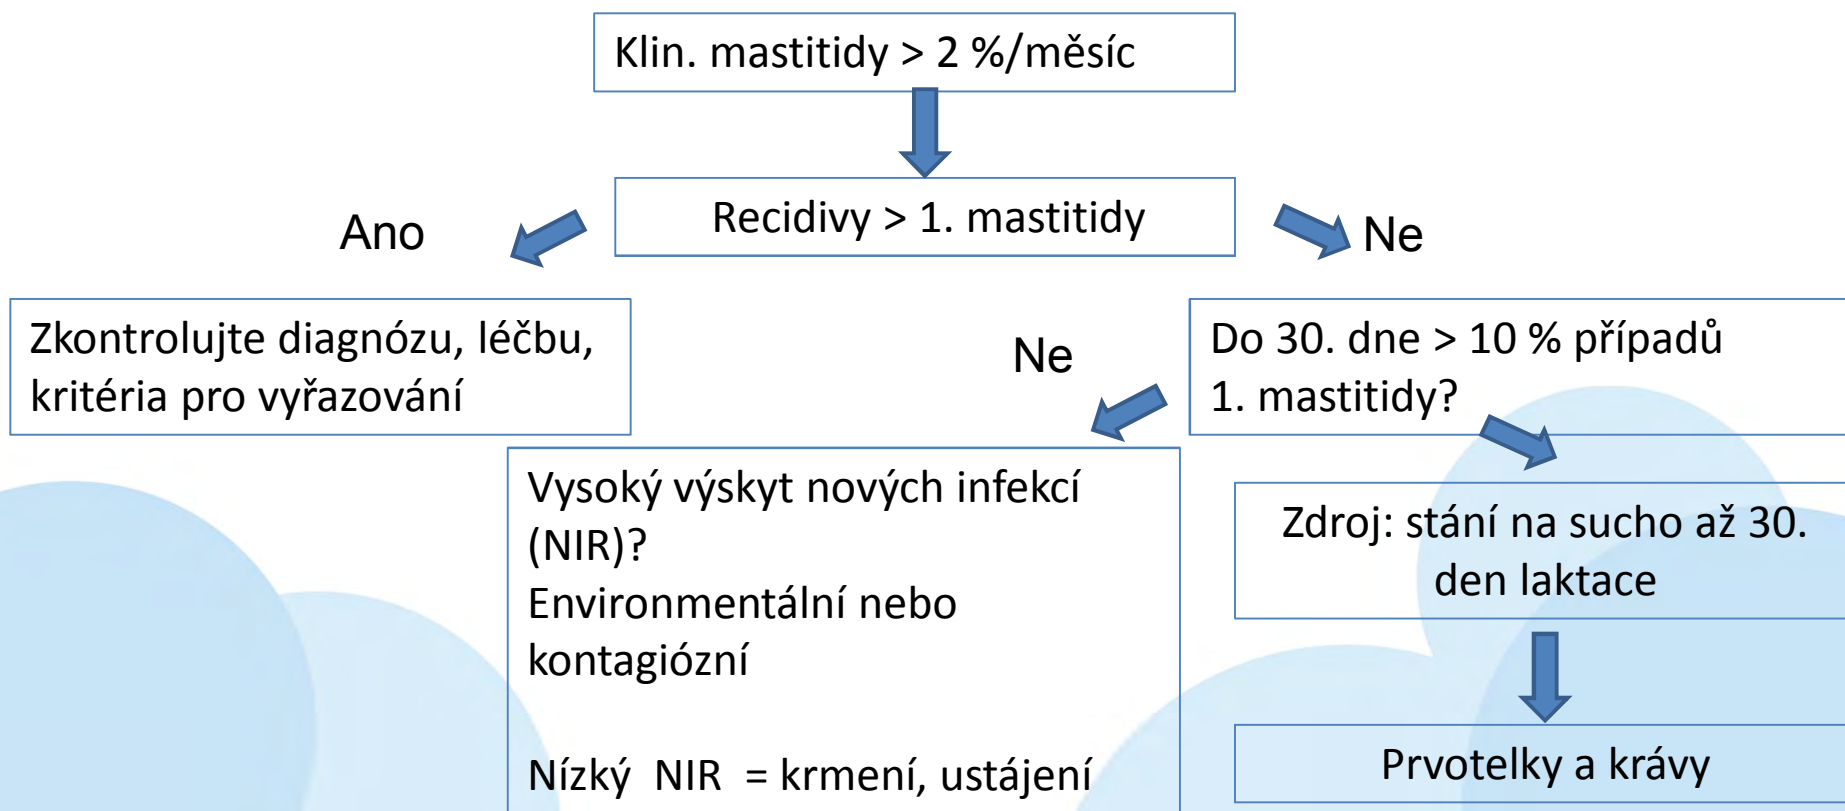 Klin. mastitidy > 2 %/měsíc
Recidivy > 1. mastitidy
Ano
Ne
Zkontrolujte diagnózu, léčbu,
kritéria pro vyřazování
Ne
Do 30. dne > 10 % případů
1. mastitidy?
Vysoký výskyt nových infekcí
(NIR)?
Environmentální nebo
kontagiózní
Nízký  NIR  = krmení, ustájení
Zdroj: stání na sucho až 30.
den laktace
Prvotelky a krávy